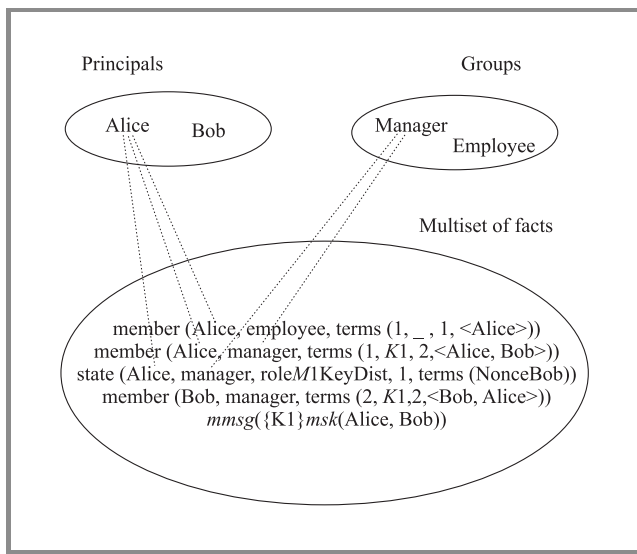 Principals
Groups
Alice
Bob
Manager
Employee
Multiset of facts
member (Alice, employee, terms (1, _ , 1, <Alice>))
member (Alice, manager, terms (1, K1, 2,<Alice, Bob>))
state (Alice, manager, roleM1KeyDist, 1, terms (NonceBob))
member (Bob, manager, terms (2, K1,2,<Bob, Alice>))
mmsg({K1}msk(Alice, Bob))